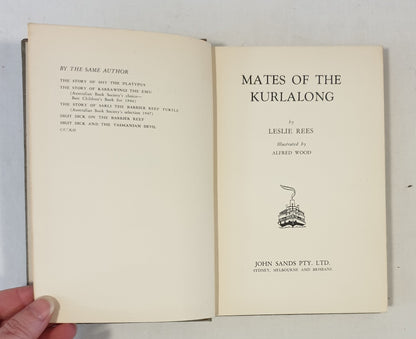 BY THE SAME AUTHOR
THE STORY OF SHY THE PLATYPUS
THE STORY OF KARRAWINGI THE EMU
(Australian Book Society's choice—
Best Children's Book for 1946)
THE STORY OF SARLI THE BARRIER REEF TURTLE
(Australian Book Society's selection 1947)
DIGIT DICK ON THE BARRIER REEF
DIGIT DICK AND THE TASMANIAN DEVIL
MATES OF THE
KURLALONG
by
LESLIE REES
Illustrated by
ALFRED WOOD
JOHN SANDS PTY. LTD.
SYDNEY, MELBOURNE AND BRISBANE